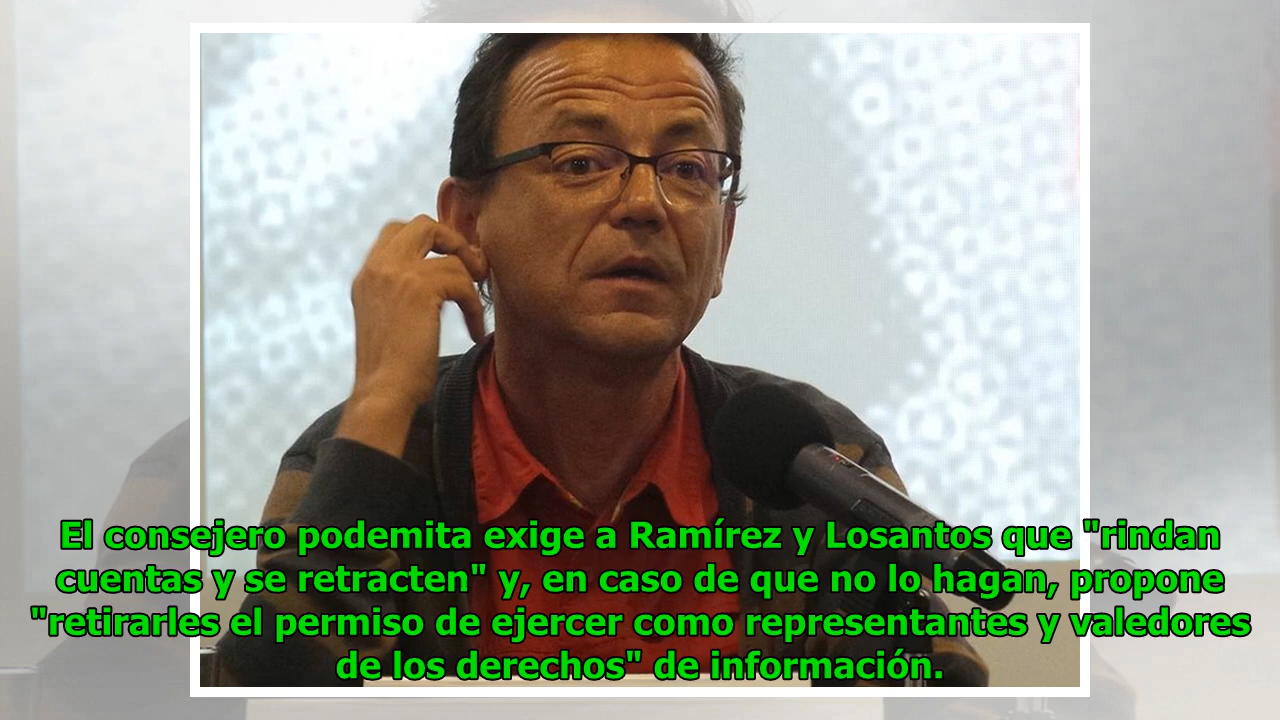 El consejero podemita exige a Ramírez y Losantos que "rindan
cuentas y se retracten" y, en caso de que no lo hagan, propone
"retirarles el permiso de ejercer como representantes y valedores
de los derechos" de información.